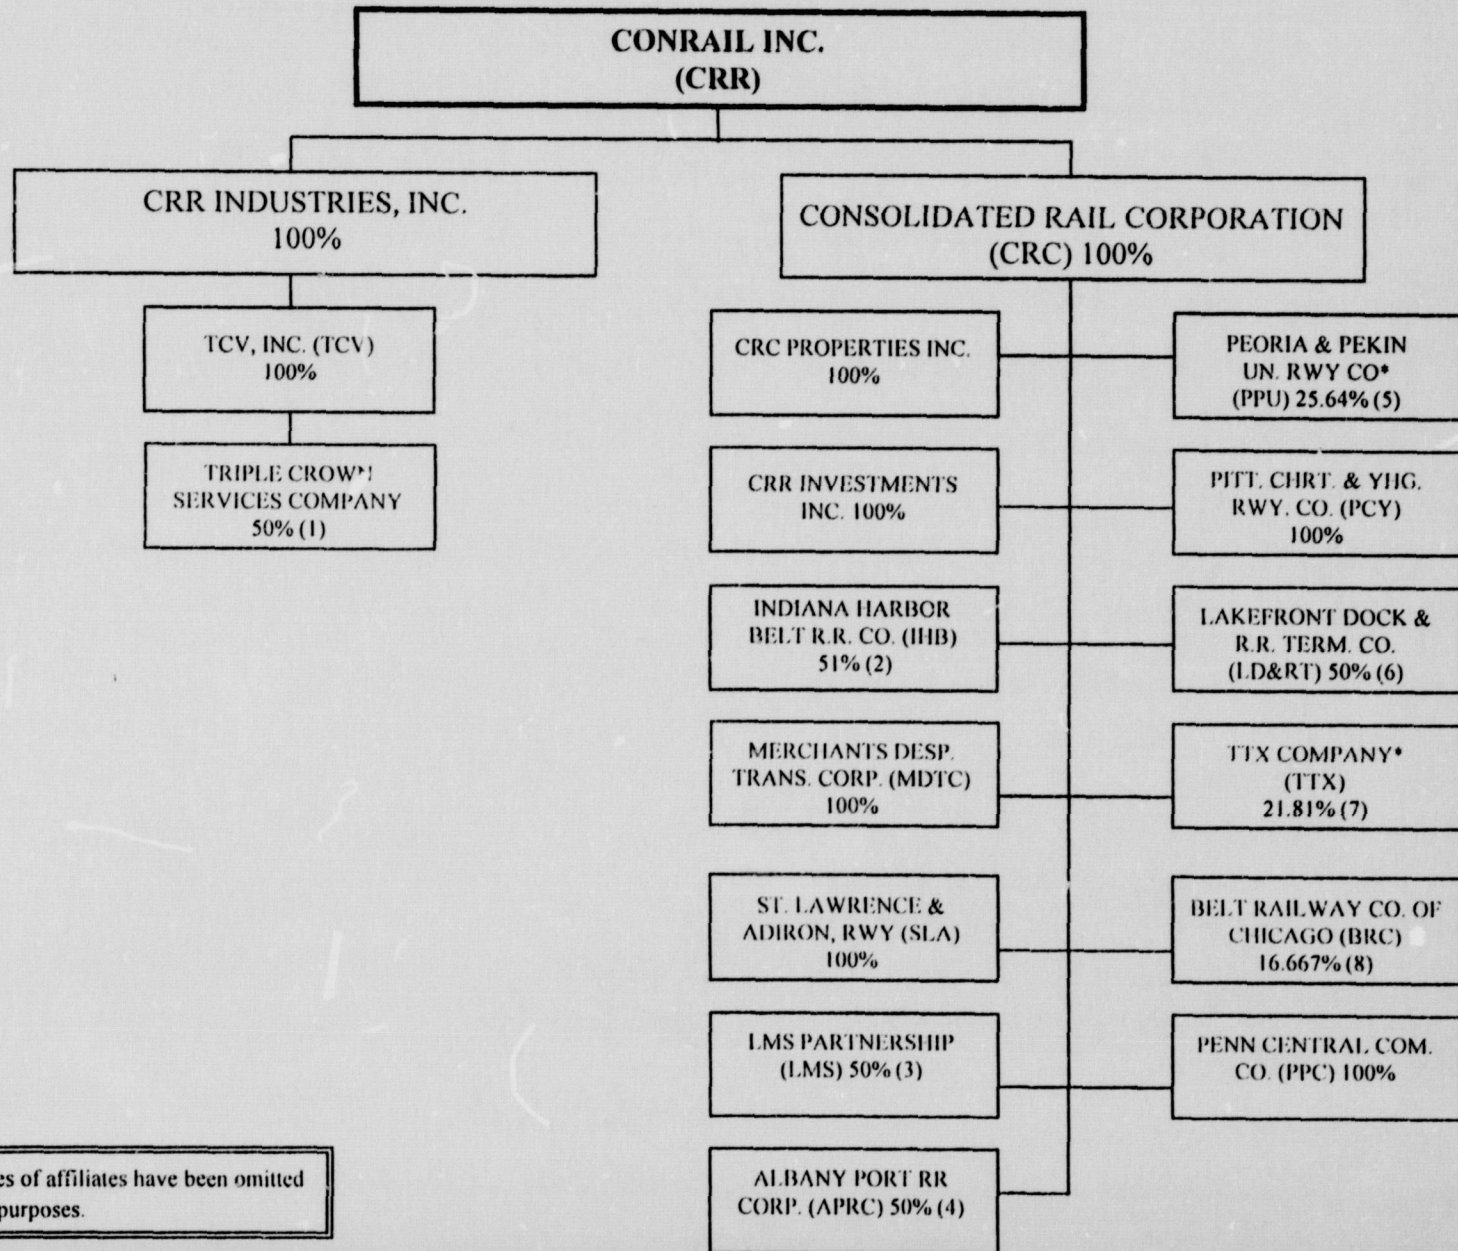 CONRAIL INC.
(CRR)
CRR INDUSTRIES, INC.
100%
CONSOLIDATED RAIL CORPORATION
(CRC) 100%
TCV, INC. (TCV)
100%
TRIPLE CROWN
SERVICES COMPANY
50% (1)
CRC PROPERTIES INC.
100%
PEORIA & PEKIN
UN. RWY CO*
(PPU) 25.64% (5)
CRR INVESTMENTS
INC. 100%
PITT. CHRT. & YHG.
RWY. CO. (PCY)
100%
INDIANA HARBOR
BELT R.R. CO. (IHB)
51% (2)
LAKEFRONT DOCK &
R.R. TERM. CO.
(LD&RT) 50% (6)
MERCHANTS DESP.
TRANS. CORP. (MDTC)
100%
TTX COMPANY*
(TTX)
21.81% (7)
ST. LAWRENCE &
ADIRON, RWY (SLA)
100%
BELT RAILWAY CO. OF
CHICAGO (BRC)
16.667% (8)
LMS PARTNERSHIP
(LMS) 50% (3)
PENN CENTRAL COM.
CO. (PPC) 100%
ALBANY PORT RR
CORP. (APRC) 50% (4)
es of affiliates have been omitted
purposes.